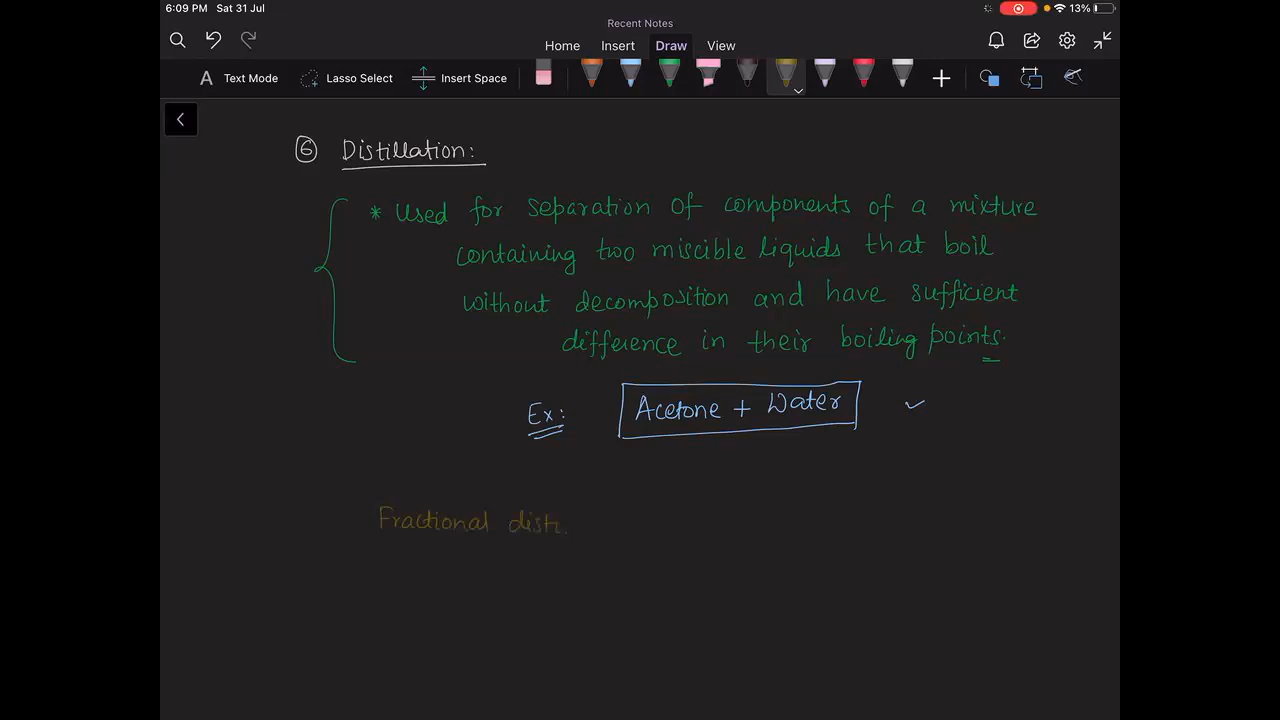 6:09 PM Sat 31 Jul
13%
Recent Notes
Home Insert Draw View
A Text Mode Lasso Select Insert Space
⑥ Distillation:
* Used for separation of components of a mixture
containing two miscible liquids that boil
without decomposition and have sufficient
difference in their boiling points.
Ex: Acetone + Water
Fractional disti